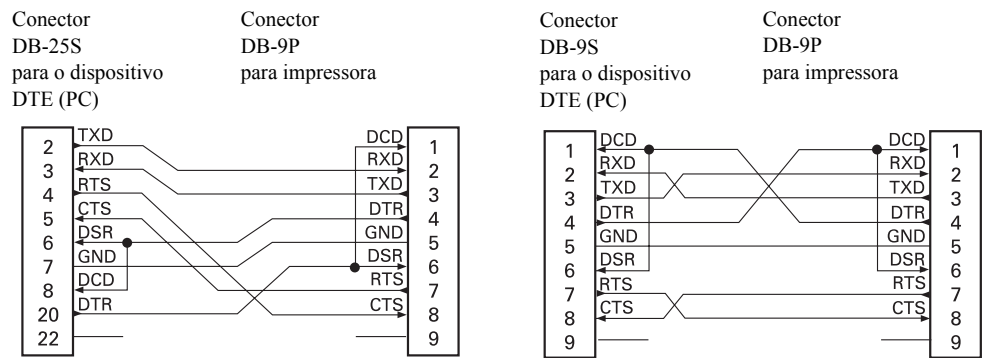 Conector
DB-25S
para o dispositivo
DTE (PC)
Conector
DB-9P
para impressora
2 TXD
3 RXD
4 RTS
5 CTS
6 DSR
7 GND
8 DCD
20 DTR
22
DCD 1
RXD 2
TXD 3
DTR 4
GND 5
DSR 6
RTS 7
CTS 8
9
Conector
DB-9S
para o dispositivo
DTE (PC)
Conector
DB-9P
para impressora
1 DCD
2 RXD
3 TXD
4 DTR
5 GND
6 DSR
7 RTS
8 CTS
9
DCD 1
RXD 2
TXD 3
DTR 4
GND 5
DSR 6
RTS 7
CTS 8
9